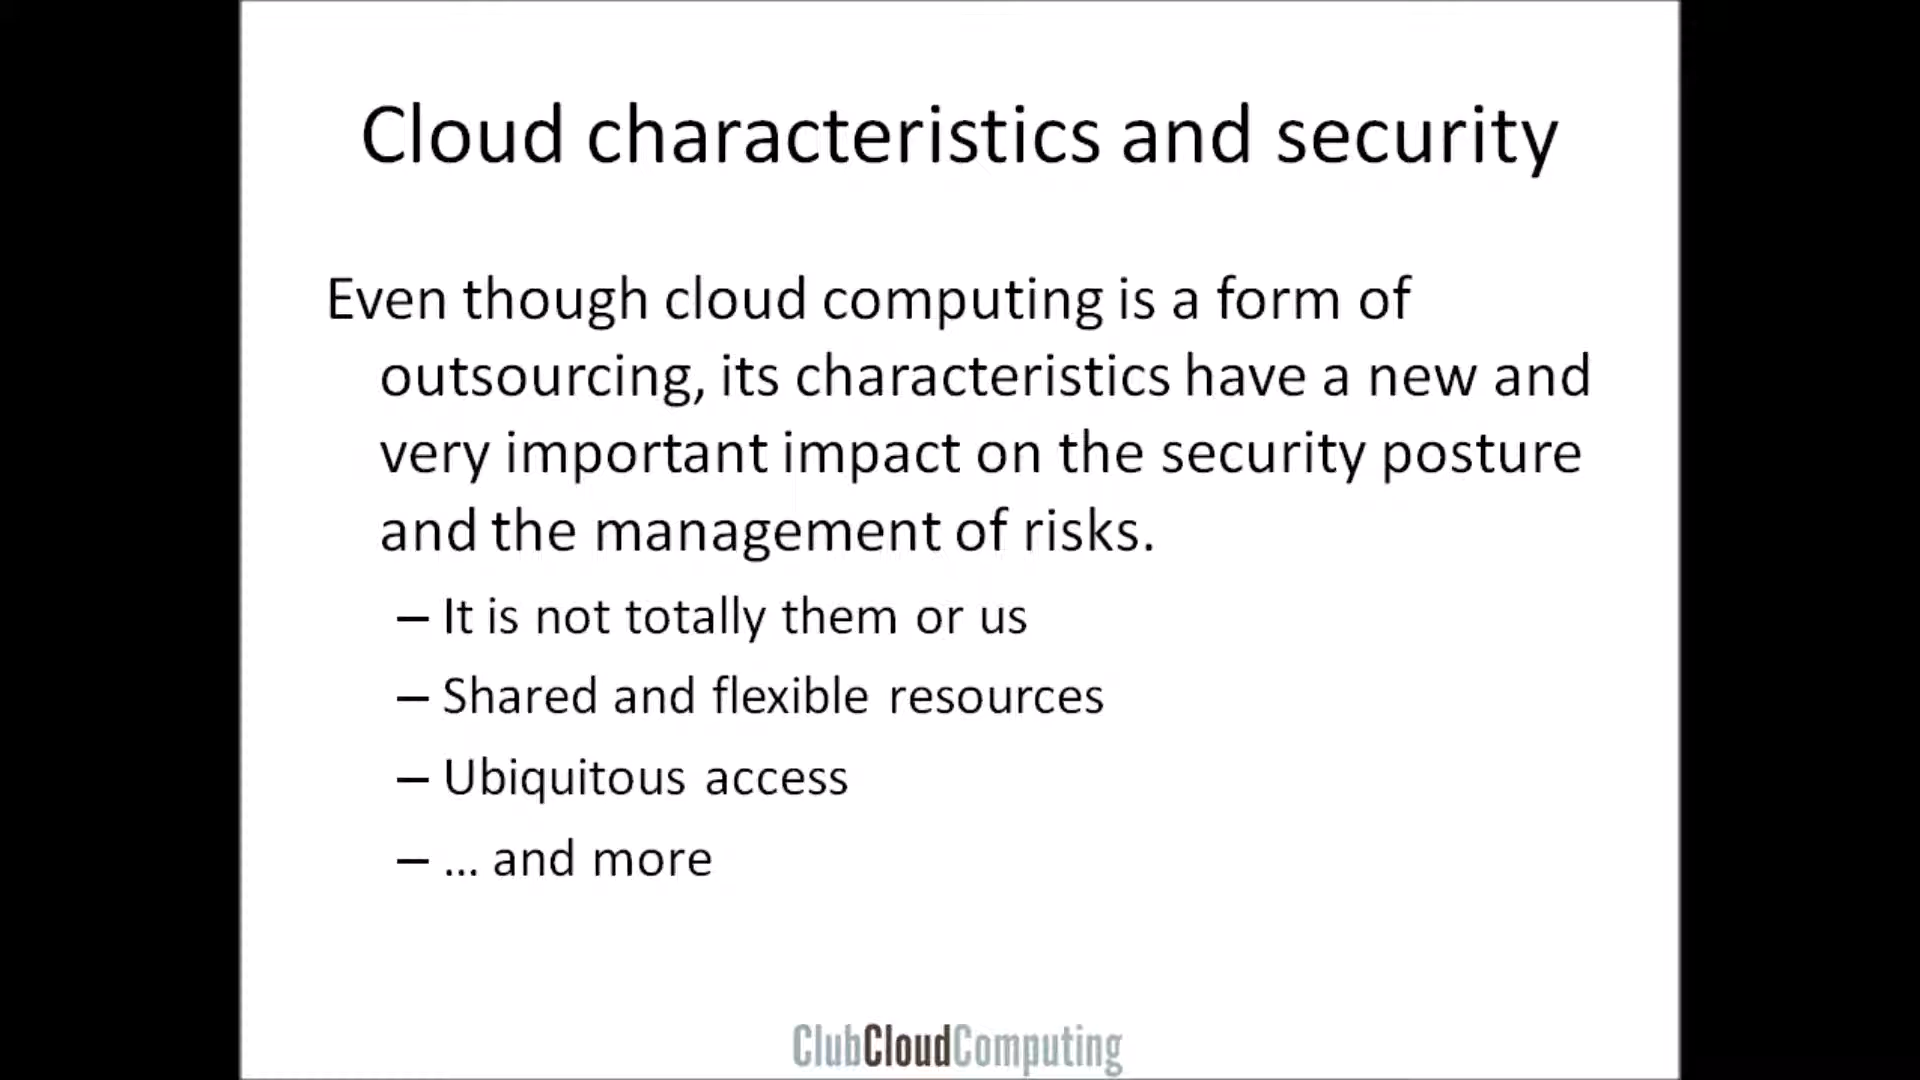 Cloud characteristics and security
Even though cloud computing is a form of
outsourcing, its characteristics have a new and
very important impact on the security posture
and the management of risks.
– It is not totally them or us
– Shared and flexible resources
– Ubiquitous access
– ... and more
ClubCloudComputing